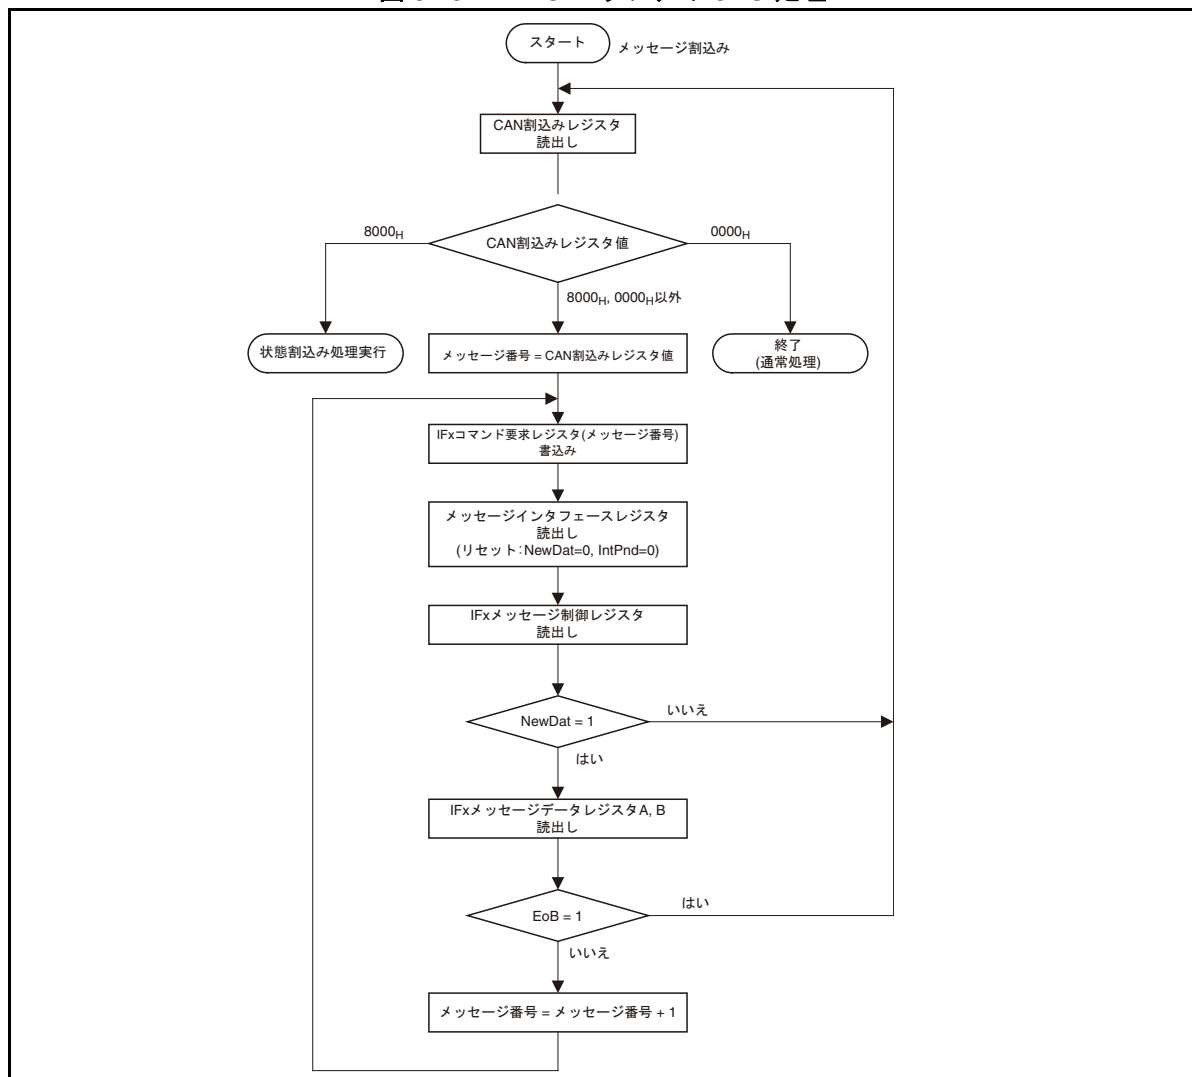 スタート
メッセージ割込み
CAN割込みレジスタ
読出し
8000H
CAN割込みレジスタ値
0000H
8000H, 0000H以外
状態割込み処理実行
メッセージ番号 = CAN割込みレジスタ値
終了
(通常処理)
IFxコマンド要求レジスタ(メッセージ番号)
書込み
メッセージインタフェースレジスタ
読出し
(リセット:NewDat=0, IntPnd=0)
IFxメッセージ制御レジスタ
読出し
NewDat = 1
いいえ
はい
IFxメッセージデータレジスタA, B
読出し
EoB = 1
はい
いいえ
メッセージ番号 = メッセージ番号 + 1